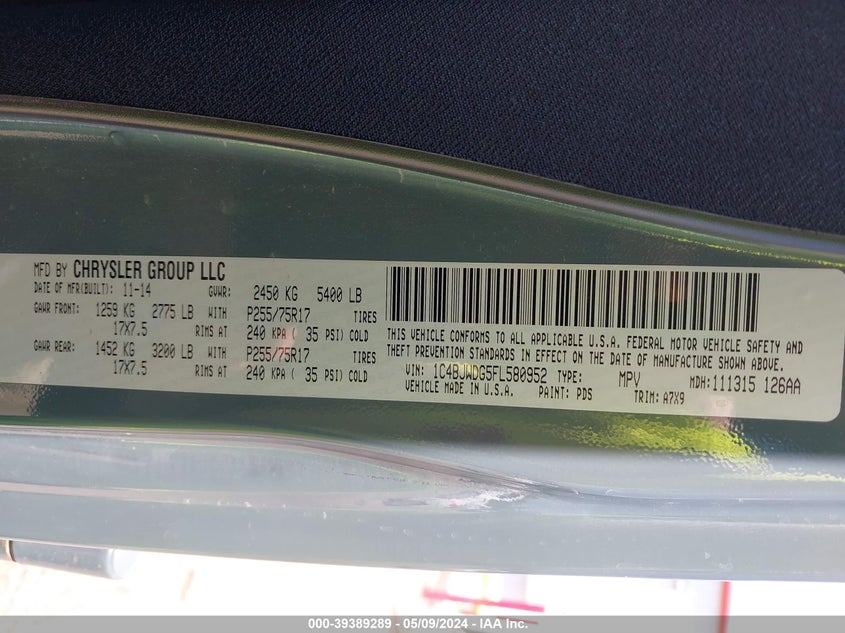 MFD BY CHRYSLER GROUP LLC
DATE OF MFR(BUILT): 11-14 GVWR: 2450 KG 5400 LB
GAWR FRONT: 1259 KG 2775 LB WITH P255/75R17 TIRES
17X7.5 RIMS AT 240 KPA ( 35 PSI) COLD
GAWR REAR: 1452 KG 3200 LB WITH P255/75R17 TIRES
17X7.5 RIMS AT 240 KPA ( 35 PSI) COLD
THIS VEHICLE CONFORMS TO ALL APPLICABLE U.S.A. FEDERAL MOTOR VEHICLE SAFETY AND
THEFT PREVENTION STANDARDS IN EFFECT ON THE DATE OF MANUFACTURE SHOWN ABOVE.
VIN: 1C4BJWDG5FL580952 TYPE: MPV MDH: 111315 126AA
VEHICLE MADE IN U.S.A. PAINT: PDS TRIM: A7X9
000-39389289 - 05/09/2024 - IAA Inc.